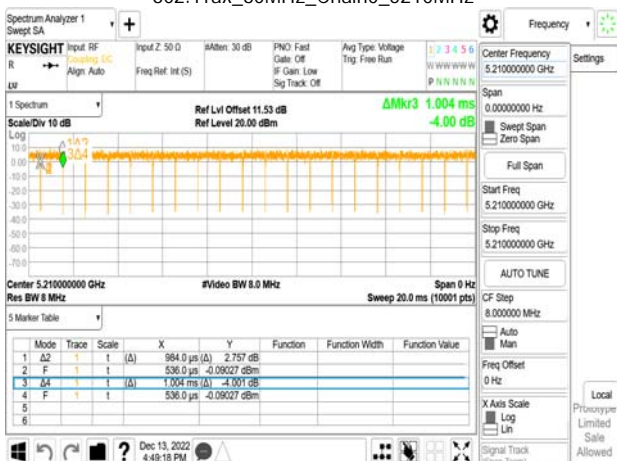 802.11ax_80MHz_Chain0_5210MHz
Spectrum Analyzer 1
Swept SA
+
Frequency
KEYSIGHT
R
LW
Input: RF
Coupling: DC
Align: Auto
Input Z: 50 Ω
Freq Ref: Int (S)
#Atten: 30 dB
PNO: Fast
Gate: Off
IF Gain: Low
Sig Track: Off
Avg Type: Voltage
Trig: Free Run
1 2 3 4 5 6
W W W W W W
P N N N N N
1 Spectrum
Scale/Div 10 dB
Log
Ref Lvl Offset 11.53 dB
Ref Level 20.00 dBm
ΔMkr3 1.004 ms
-4.00 dB
10.0
0.00
-10.0
-20.0
-30.0
-40.0
-50.0
-60.0
-70.0
3Δ4
Center 5.210000000 GHz
Res BW 8 MHz
#Video BW 8.0 MHz
Span 0 Hz
Sweep 20.0 ms (10001 pts)
5 Marker Table
Mode Trace Scale X Y Function Function Width Function Value
1 Δ2 1 t (Δ) 984.0 µs (Δ) 2.757 dB
2 F 1 t 536.0 µs -0.09027 dBm
3 Δ4 1 t (Δ) 1.004 ms (Δ) -4.001 dB
4 F 1 t 536.0 µs -0.09027 dBm
5
6
?
Dec 13, 2022
4:49:18 PM
Center Frequency
5.210000000 GHz
Span
0.00000000 Hz
Swept Span
Zero Span
Full Span
Start Freq
5.210000000 GHz
Stop Freq
5.210000000 GHz
AUTO TUNE
CF Step
8.000000 MHz
Auto
Man
Freq Offset
0 Hz
X Axis Scale
Log
Lin
Signal Track
Settings
Local
Prototype
Limited
Sale
Allowed